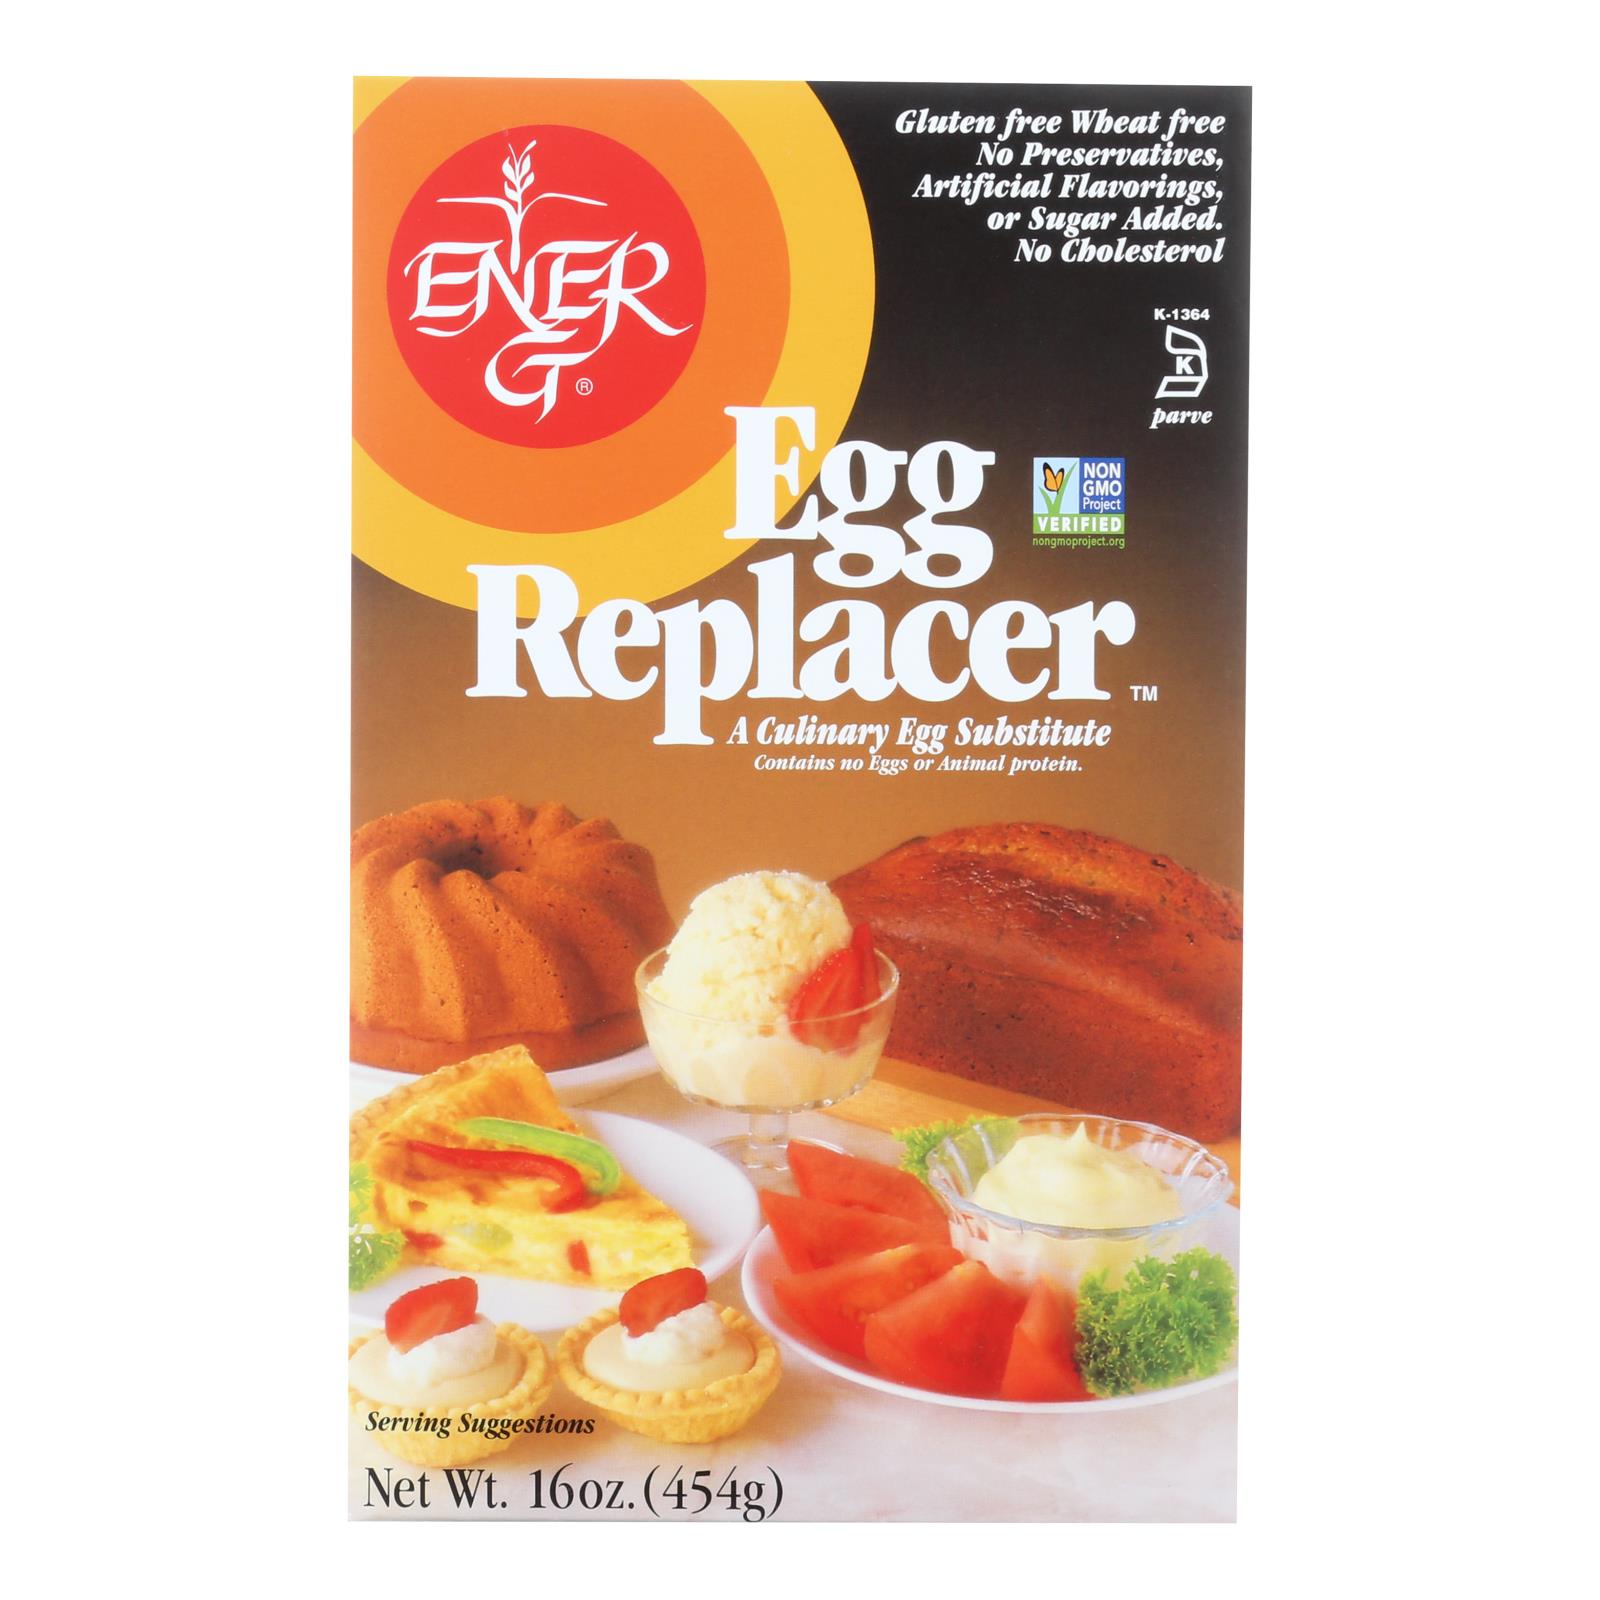 Gluten free Wheat free
No Preservatives,
Artificial Flavorings,
or Sugar Added.
No Cholesterol
ENER
G®
K-1364
K
parve
Egg
Replacer™
NON
GMO
Project
VERIFIED
nongmoproject.org
A Culinary Egg Substitute
Contains no Eggs or Animal protein.
Serving Suggestions
Net Wt. 16oz. (454g)